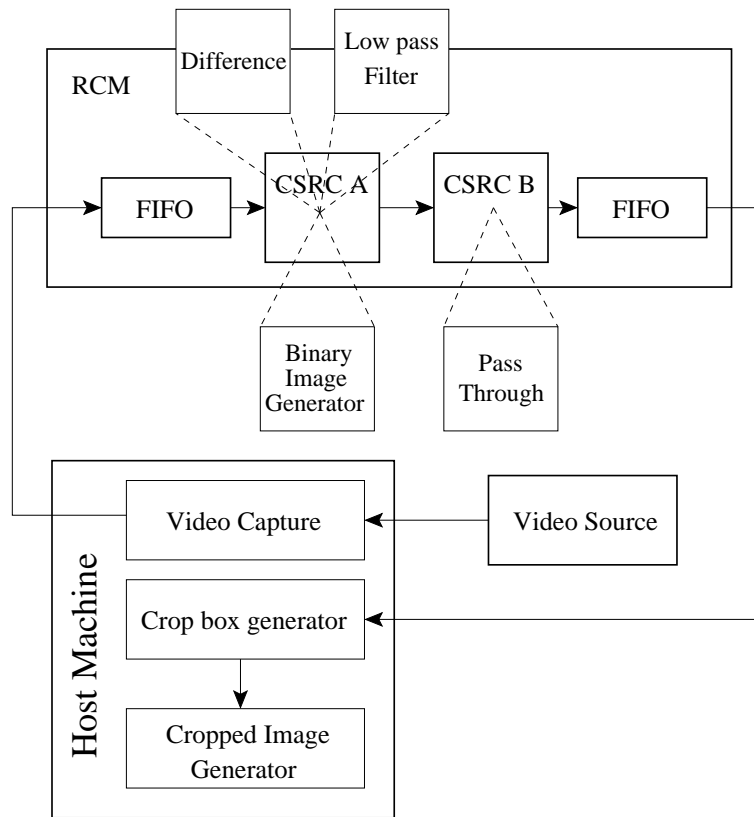 Difference
Low pass
Filter
RCM
FIFO
CSRC A
CSRC B
FIFO
Binary
Image
Generator
Pass
Through
Host Machine
Video Capture
Video Source
Crop box generator
Cropped Image
Generator